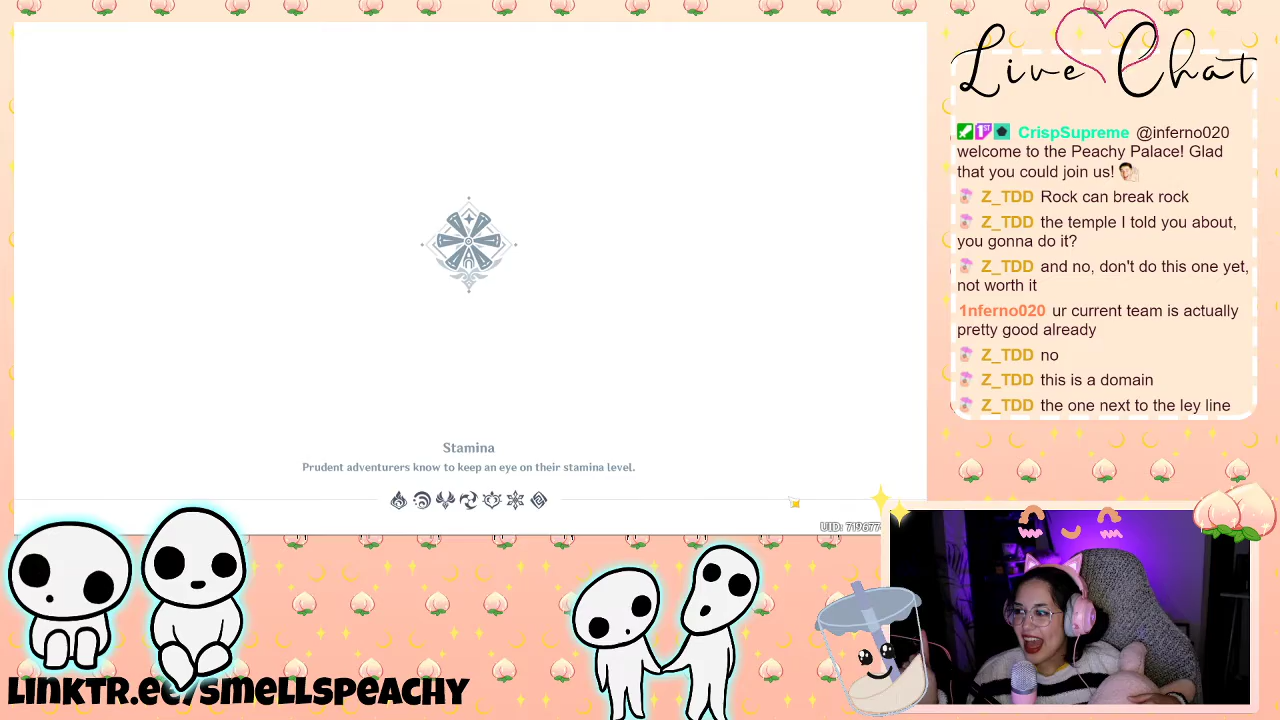 Live Chat
1ST CrispSupreme @inferno020
welcome to the Peachy Palace! Glad
that you could join us!
Z_TDD Rock can break rock
Z_TDD the temple I told you about,
you gonna do it?
Z_TDD and no, don't do this one yet,
not worth it
1nferno020 ur current team is actually
pretty good already
Z_TDD no
Z_TDD this is a domain
Z_TDD the one next to the ley line
Stamina
Prudent adventurers know to keep an eye on their stamina level.
UID: 719677
linktr.ee/smellspeachy